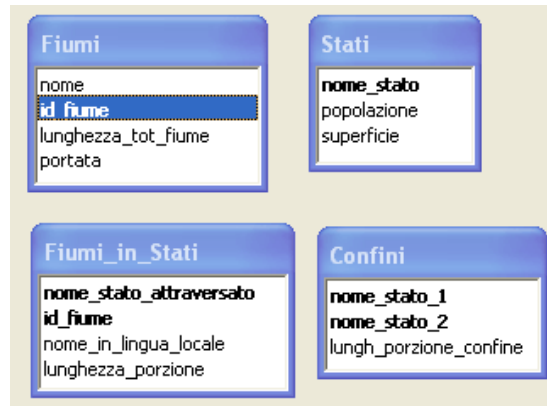 Fiumi
nome
id_fiume
lunghezza_tot_fiume
portata
Stati
nome_stato
popolazione
superficie
Fiumi_in_Stati
nome_stato_attraversato
id_fiume
nome_in_lingua_locale
lunghezza_porzione
Confini
nome_stato_1
nome_stato_2
lungh_porzione_confine